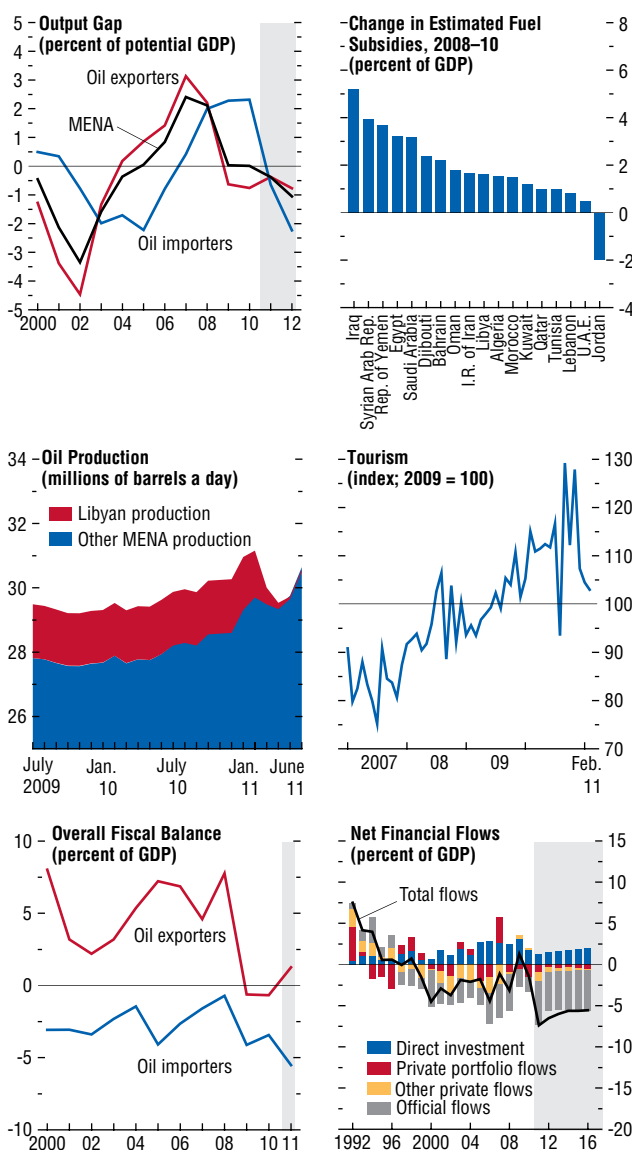 Output Gap
(percent of potential GDP)
Oil exporters
MENA
Oil importers
5
4
3
2
1
0
-1
-2
-3
-4
-5
2000 02 04 06 08 10 12
Change in Estimated Fuel
Subsidies, 2008–10
(percent of GDP)
8
6
4
2
0
-2
-4
Iraq
Syrian Arab Rep.
Rep. of Yemen
Egypt
Saudi Arabia
Djibouti
Bahrain
Oman
I.R. of Iran
Libya
Algeria
Morocco
Kuwait
Qatar
Tunisia
Lebanon
U.A.E.
Jordan
Oil Production
(millions of barrels a day)
Libyan production
Other MENA production
34
32
30
28
26
July Jan. July Jan. June
2009 10 10 11 11
Tourism
(index; 2009 = 100)
130
120
110
100
90
80
70
2007 08 09 Feb.
11
Overall Fiscal Balance
(percent of GDP)
Oil exporters
Oil importers
10
5
0
-5
-10
2000 02 04 06 08 10 11
Net Financial Flows
(percent of GDP)
Total flows
Direct investment
Private portfolio flows
Other private flows
Official flows
15
10
5
0
-5
-10
-15
-20
1992 96 2000 04 08 12 16